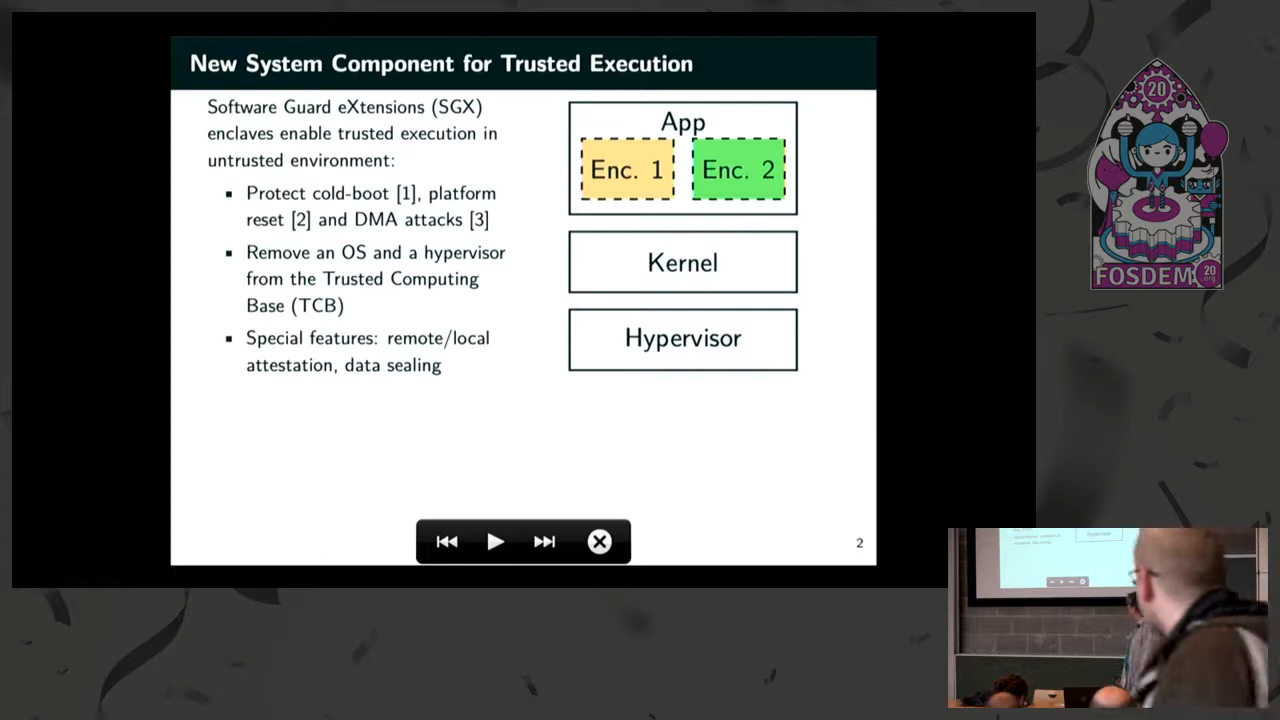 New System Component for Trusted Execution
Software Guard eXtensions (SGX)
enclaves enable trusted execution in
untrusted environment:
▪ Protect cold-boot [1], platform
reset [2] and DMA attacks [3]
▪ Remove an OS and a hypervisor
from the Trusted Computing
Base (TCB)
▪ Special features: remote/local
attestation, data sealing
App
Enc. 1
Enc. 2
Kernel
Hypervisor
2
20
FOSDEM
20
.org